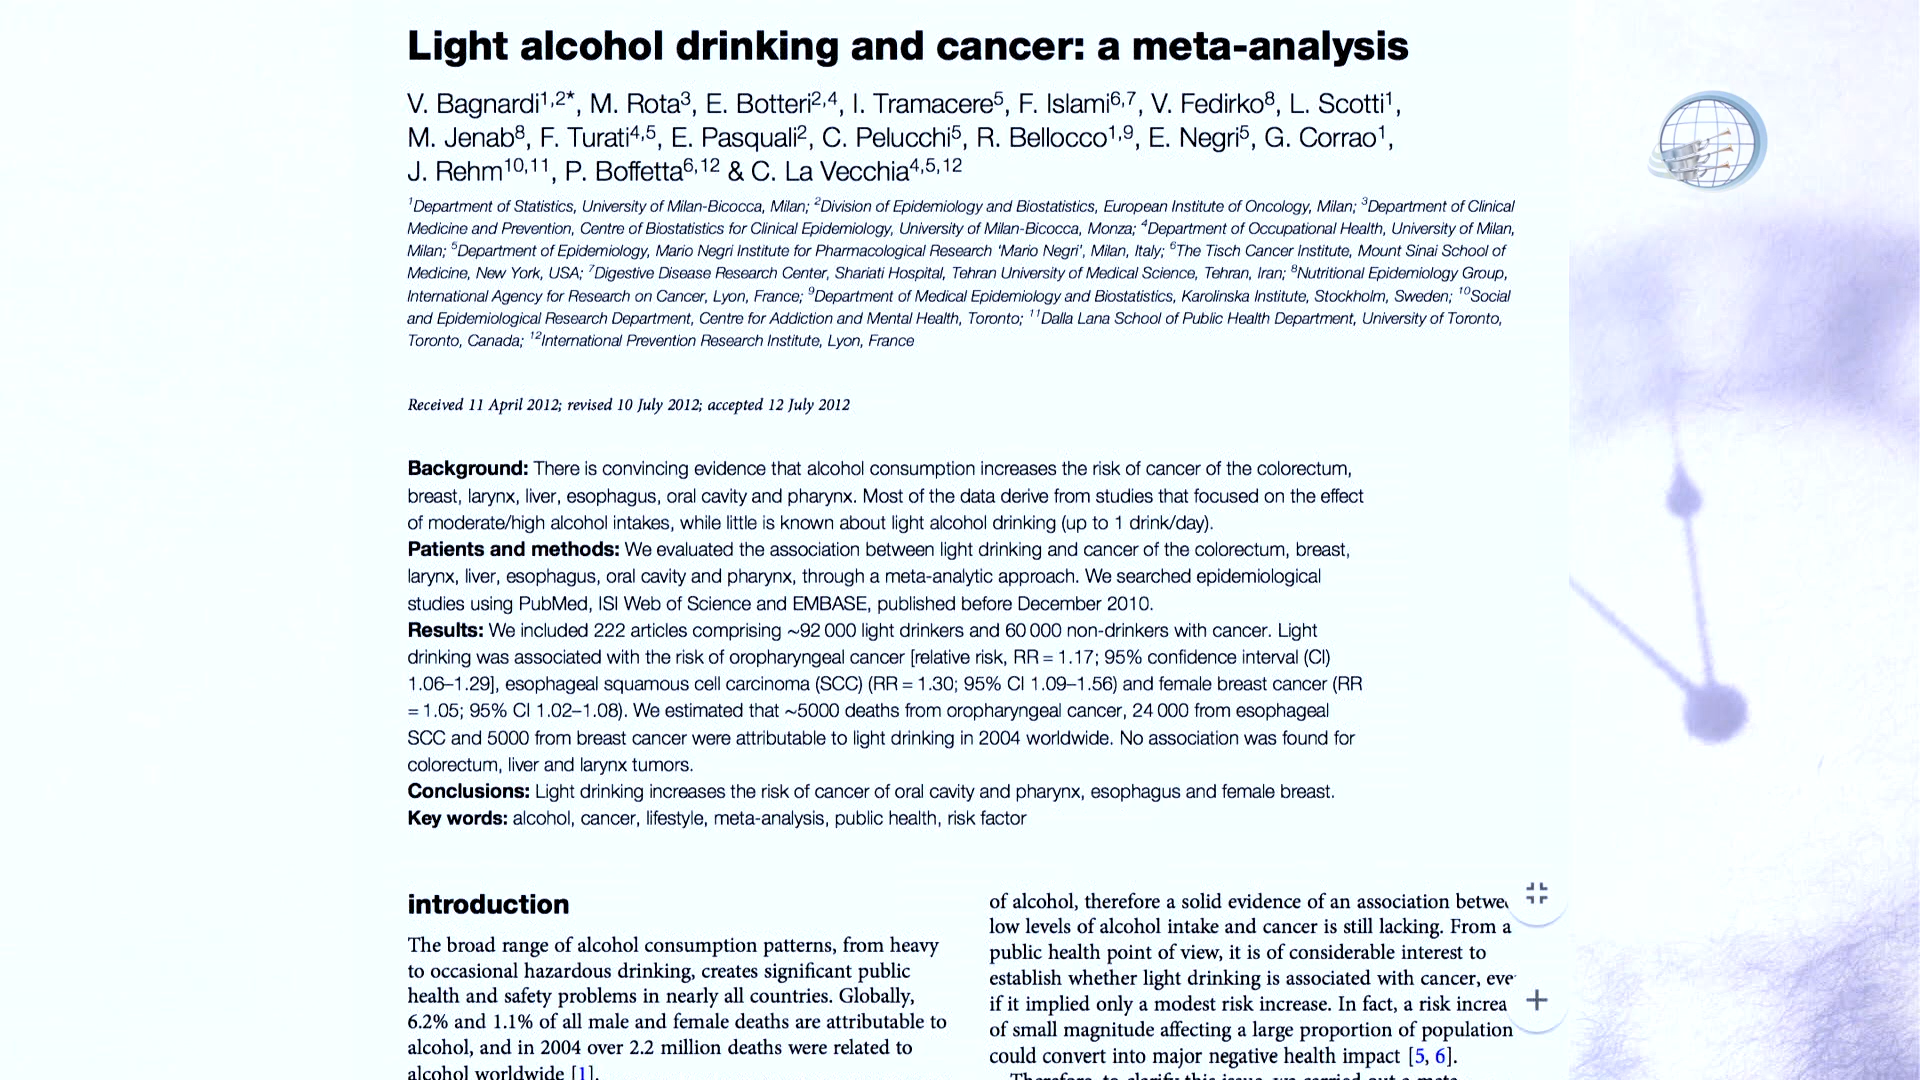 Light alcohol drinking and cancer: a meta-analysis
V. Bagnardi1,2*, M. Rota3, E. Botteri2,4, I. Tramacere5, F. Islami6,7, V. Fedirko8, L. Scotti1,
M. Jenab8, F. Turati4,5, E. Pasquali2, C. Pelucchi5, R. Bellocco1,9, E. Negri5, G. Corrao1,
J. Rehm10,11, P. Boffetta6,12 & C. La Vecchia4,5,12
1Department of Statistics, University of Milan-Bicocca, Milan; 2Division of Epidemiology and Biostatistics, European Institute of Oncology, Milan; 3Department of Clinical
Medicine and Prevention, Centre of Biostatistics for Clinical Epidemiology, University of Milan-Bicocca, Monza; 4Department of Occupational Health, University of Milan,
Milan; 5Department of Epidemiology, Mario Negri Institute for Pharmacological Research ‘Mario Negri’, Milan, Italy; 6The Tisch Cancer Institute, Mount Sinai School of
Medicine, New York, USA; 7Digestive Disease Research Center, Shariati Hospital, Tehran University of Medical Science, Tehran, Iran; 8Nutritional Epidemiology Group,
International Agency for Research on Cancer, Lyon, France; 9Department of Medical Epidemiology and Biostatistics, Karolinska Institute, Stockholm, Sweden; 10Social
and Epidemiological Research Department, Centre for Addiction and Mental Health, Toronto; 11Dalla Lana School of Public Health Department, University of Toronto,
Toronto, Canada; 12International Prevention Research Institute, Lyon, France
Received 11 April 2012; revised 10 July 2012; accepted 12 July 2012
Background: There is convincing evidence that alcohol consumption increases the risk of cancer of the colorectum,
breast, larynx, liver, esophagus, oral cavity and pharynx. Most of the data derive from studies that focused on the effect
of moderate/high alcohol intakes, while little is known about light alcohol drinking (up to 1 drink/day).
Patients and methods: We evaluated the association between light drinking and cancer of the colorectum, breast,
larynx, liver, esophagus, oral cavity and pharynx, through a meta-analytic approach. We searched epidemiological
studies using PubMed, ISI Web of Science and EMBASE, published before December 2010.
Results: We included 222 articles comprising ~92 000 light drinkers and 60 000 non-drinkers with cancer. Light
drinking was associated with the risk of oropharyngeal cancer [relative risk, RR = 1.17; 95% confidence interval (CI)
1.06–1.29], esophageal squamous cell carcinoma (SCC) (RR = 1.30; 95% CI 1.09–1.56) and female breast cancer (RR
= 1.05; 95% CI 1.02–1.08). We estimated that ~5000 deaths from oropharyngeal cancer, 24 000 from esophageal
SCC and 5000 from breast cancer were attributable to light drinking in 2004 worldwide. No association was found for
colorectum, liver and larynx tumors.
Conclusions: Light drinking increases the risk of cancer of oral cavity and pharynx, esophagus and female breast.
Key words: alcohol, cancer, lifestyle, meta-analysis, public health, risk factor
introduction
The broad range of alcohol consumption patterns, from heavy
to occasional hazardous drinking, creates significant public
health and safety problems in nearly all countries. Globally,
6.2% and 1.1% of all male and female deaths are attributable to
alcohol, and in 2004 over 2.2 million deaths were related to
alcohol worldwide [1].
of alcohol, therefore a solid evidence of an association
low levels of alcohol intake and cancer is still lacking. From a
public health point of view, it is of considerable interest to
establish whether light drinking is associated with cancer,
if it implied only a modest risk increase. In fact, a risk
of small magnitude affecting a large proportion of population
could convert into major negative health impact [5, 6].